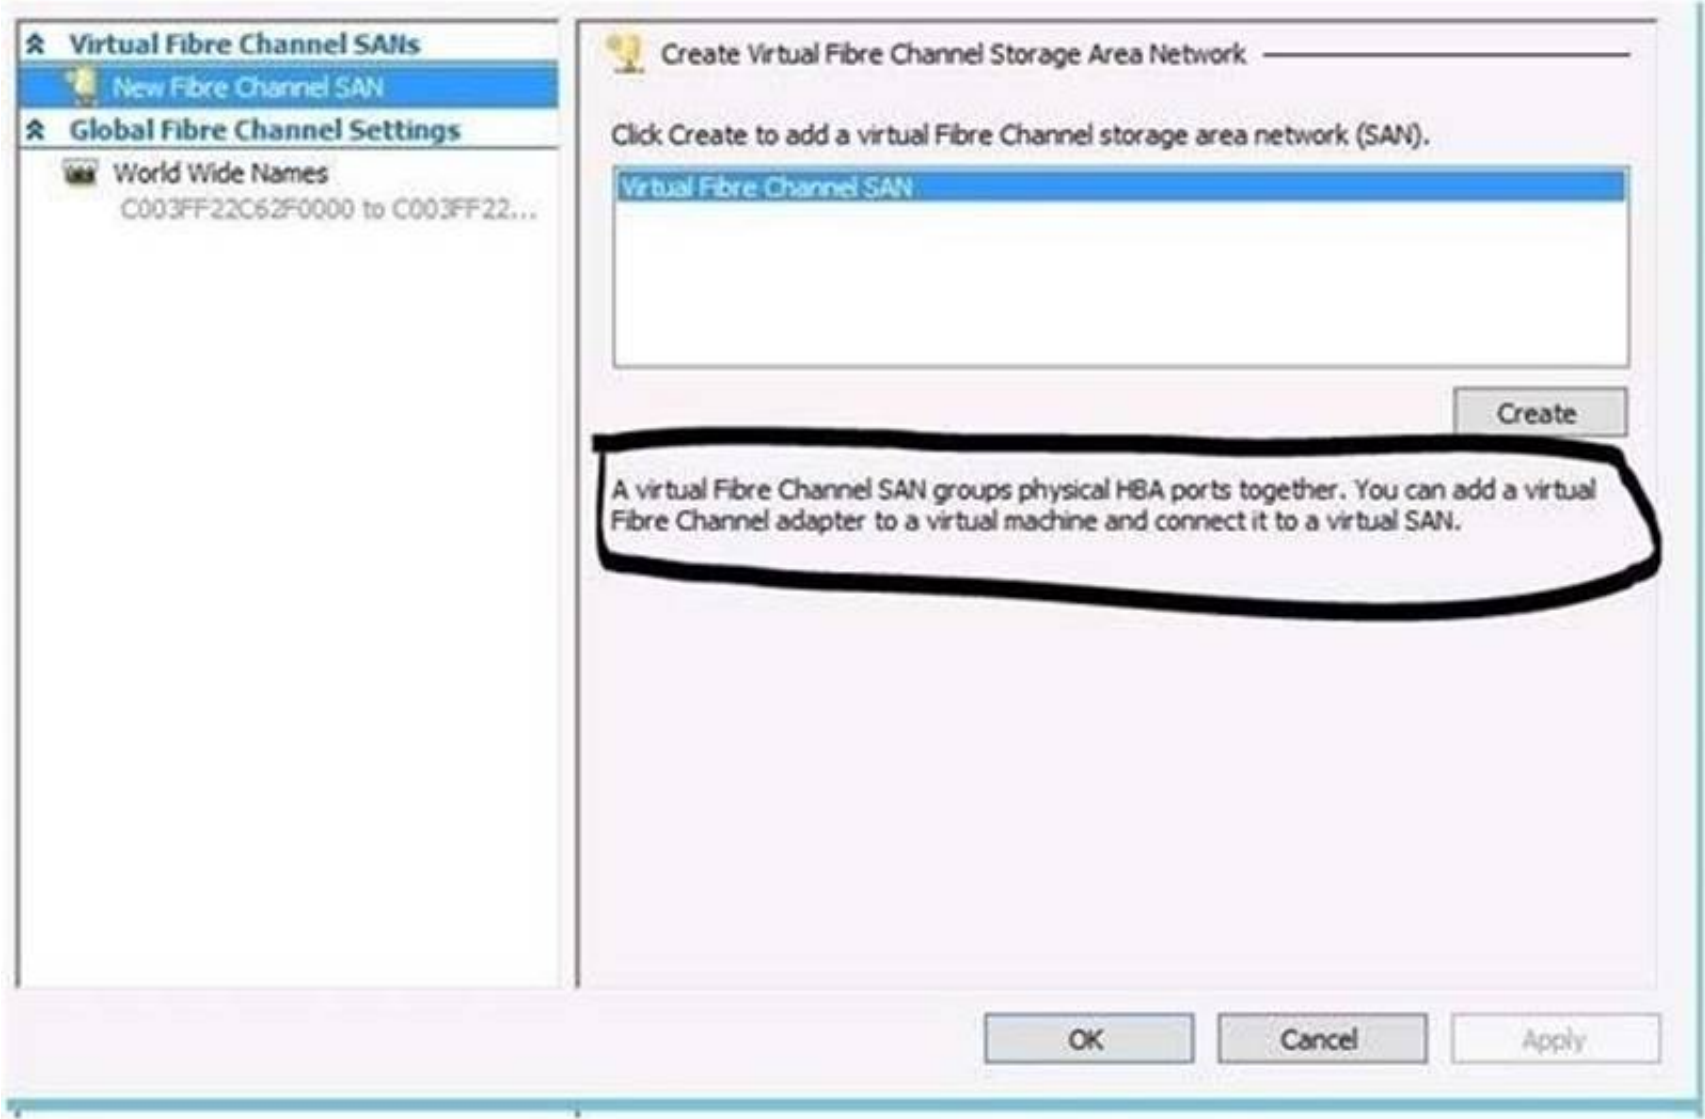 Virtual Fibre Channel SANs
New Fibre Channel SAN
Global Fibre Channel Settings
World Wide Names
C003FF22C62F0000 to C003FF22...
Create Virtual Fibre Channel Storage Area Network
Click Create to add a virtual Fibre Channel storage area network (SAN).
Virtual Fibre Channel SAN
Create
A virtual Fibre Channel SAN groups physical HBA ports together. You can add a virtual
Fibre Channel adapter to a virtual machine and connect it to a virtual SAN.
OK
Cancel
Apply